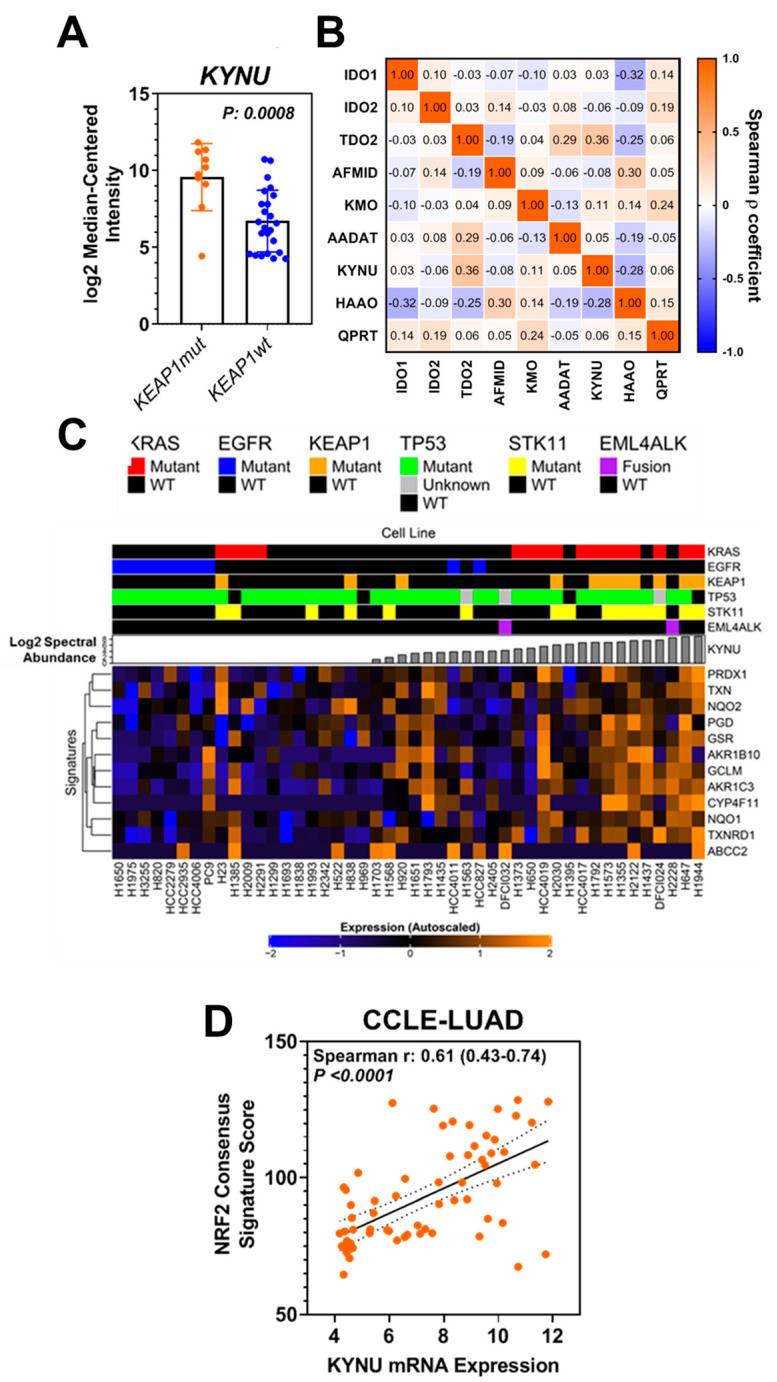 A
KYNU
P: 0.0008
log2 Median-Centered
Intensity
15
10
5
0
KEAP1mut
KEAP1wt
B
IDO1 1.00 0.10 -0.03 -0.07 -0.10 0.03 0.03 -0.32 0.14
IDO2 0.10 1.00 0.03 0.14 -0.03 0.08 -0.06 -0.09 0.19
TDO2 -0.03 0.03 1.00 -0.19 0.04 0.29 0.36 -0.25 0.06
AFMID -0.07 0.14 -0.19 1.00 0.09 -0.06 -0.08 0.30 0.05
KMO -0.10 -0.03 0.04 0.09 1.00 -0.13 0.11 0.14 0.24
AADAT 0.03 0.08 0.29 -0.06 -0.13 1.00 0.05 -0.19 -0.05
KYNU 0.03 -0.06 0.36 -0.08 0.11 0.05 1.00 -0.28 0.06
HAAO -0.32 -0.09 -0.25 0.30 0.14 -0.19 -0.28 1.00 0.15
QPRT 0.14 0.19 0.06 0.05 0.24 -0.05 0.06 0.15 1.00
IDO1 IDO2 TDO2 AFMID KMO AADAT KYNU HAAO QPRT
1.0
0.5
0
-0.5
-1.0
Spearman ρ coefficient
C
KRAS EGFR KEAP1 TP53 STK11 EML4ALK
Mutant Mutant Mutant Mutant Mutant Fusion
WT WT WT Unknown WT WT
WT
Cell Line
KRAS
EGFR
KEAP1
TP53
STK11
EML4ALK
Log2 Spectral
Abundance
8
6
4
2
0
KYNU
Signatures
PRDX1
TXN
NQO2
PGD
GSR
AKR1B10
GCLM
AKR1C3
CYP4F11
NQO1
TXNRD1
ABCC2
H1650 H1975 H3255 H820 HCC2279 HCC2935 HCC4006 PC9 H23 H1385 H2009 H2291 H1299 H1693 H1838 H1993 H2342 H522 H838 H969 H1703 H1568 H920 H1651 H1793 H1435 HCC4011 H1563 HCC827 H2405 DFCI032 H1373 H650 HCC4019 H2030 H1395 HCC4017 H1792 H1573 H1355 H2122 H1437 DFCI024 H2228 H647 H1944
Expression (Autoscaled)
-2 -1 0 1 2
D
CCLE-LUAD
Spearman r: 0.61 (0.43-0.74)
P <0.0001
NRF2 Consensus
Signature Score
150
100
50
4 6 8 10 12
KYNU mRNA Expression